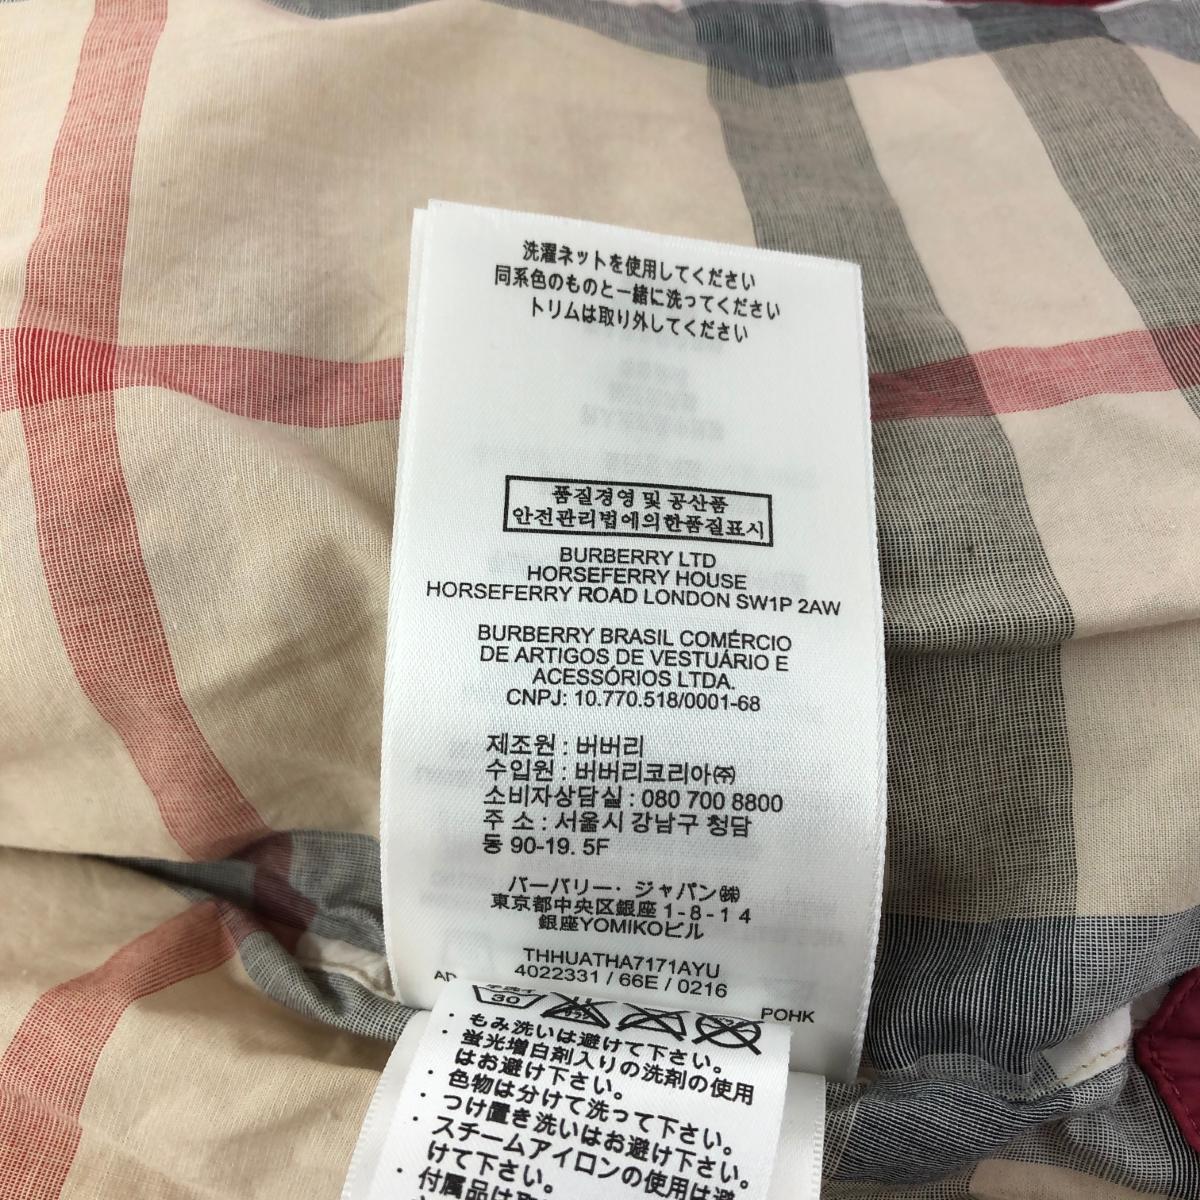 洗濯ネットを使用してください
同系色のものと一緒に洗ってください
トリムは取り外してください
품질경영 및 공산품
안전관리법에의한품질표시
BURBERRY LTD
HORSEFERRY HOUSE
HORSEFERRY ROAD LONDON SW1P 2AW
BURBERRY BRASIL COMÉRCIO
DE ARTIGOS DE VESTUÁRIO E
ACESSÓRIOS LTDA.
CNPJ: 10.770.518/0001-68
제조원 : 버버리
수입원 : 버버리코리아㈜
소비자상담실 : 080 700 8800
주 소 : 서울시 강남구 청담
동 90-19. 5F
バーバリー・ジャパン㈱
東京都中央区銀座1-8-14
銀座YOMIKOビル
THHUATHA7171AYU
4022331 / 66E / 0216
AD
POHK
30
・もみ洗いは避けて下さい。
・蛍光増白剤入りの洗剤の使用
はお避け下さい。
・色物は分けて洗って下さい。
・つけ置き洗いはお避け下さい。
・スチームアイロンの使用は避
けて下さい。
・付属品は取